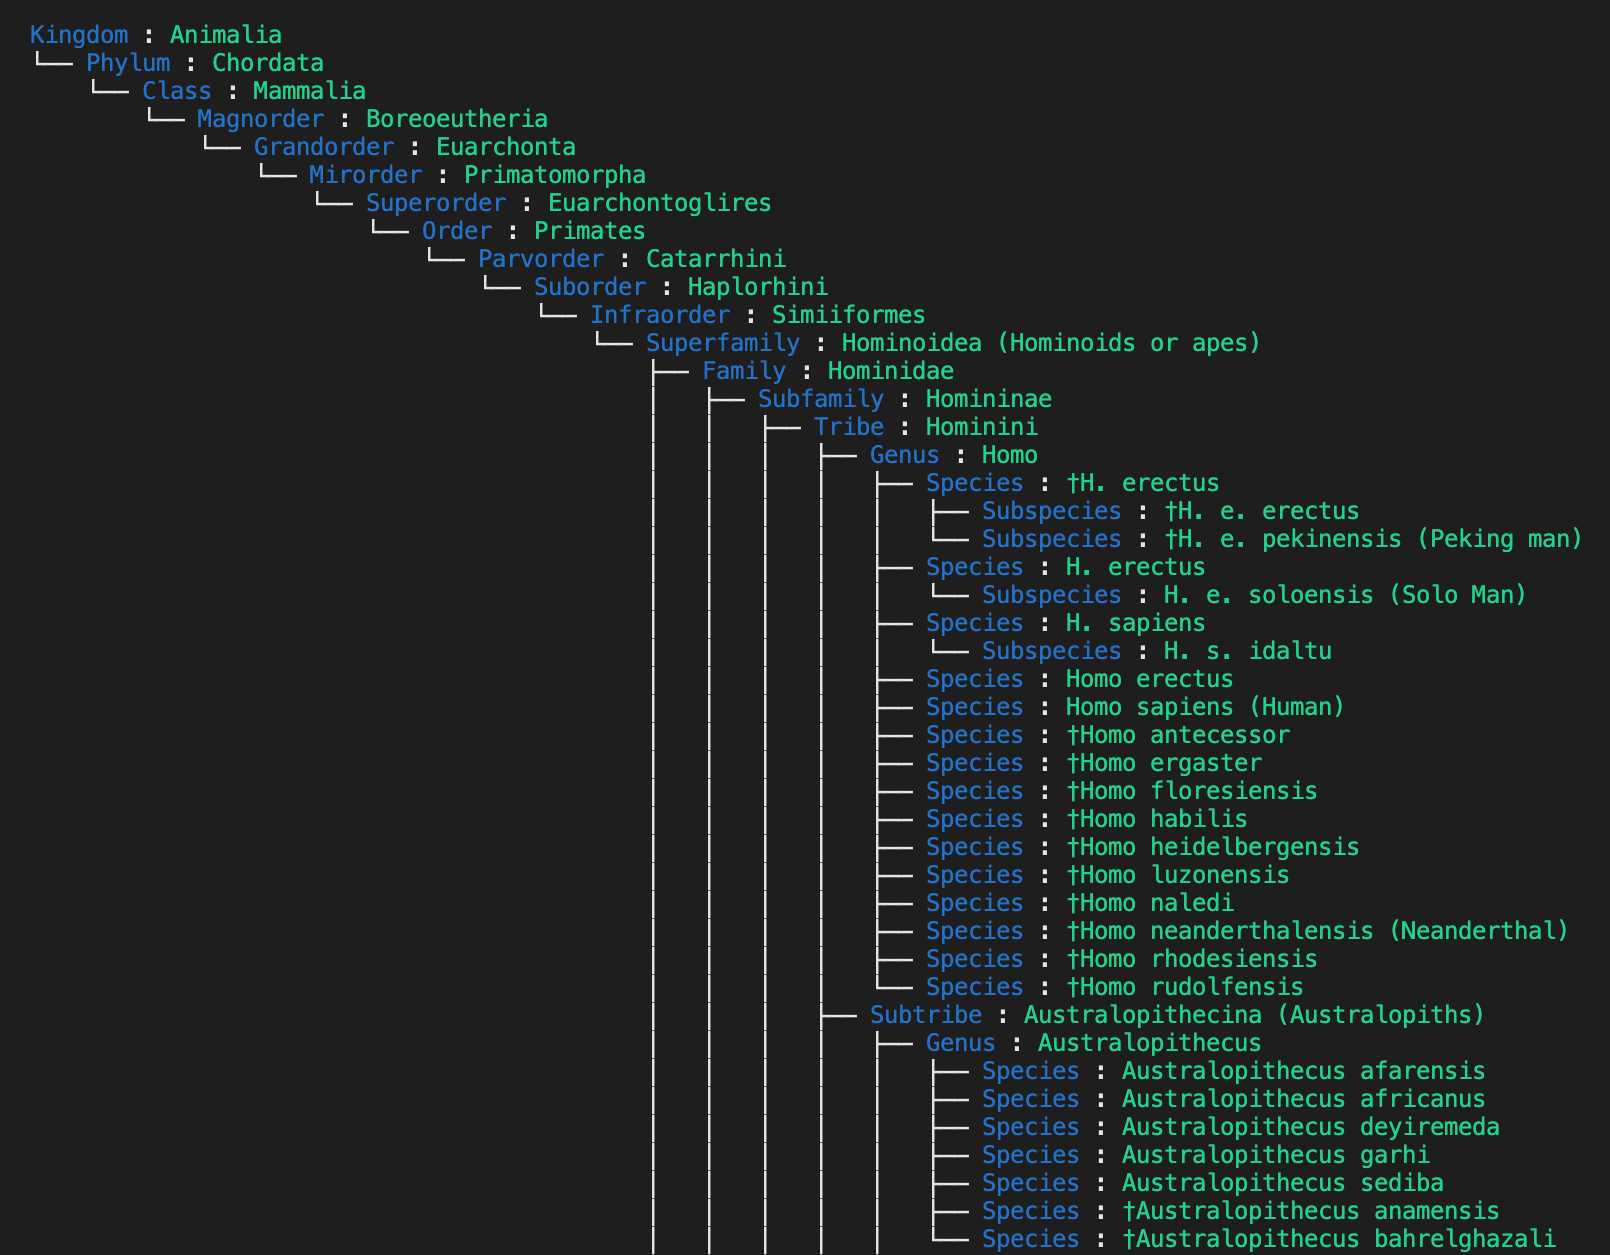 Kingdom : Animalia
└── Phylum : Chordata
    └── Class : Mammalia
        └── Magnorder : Boreoeutheria
            └── Grandorder : Euarchonta
                └── Mirorder : Primatomorpha
                    └── Superorder : Euarchontoglires
                        └── Order : Primates
                            └── Parvorder : Catarrhini
                                └── Suborder : Haplorhini
                                    └── Infraorder : Simiiformes
                                        └── Superfamily : Hominoidea (Hominoids or apes)
                                            ├── Family : Hominidae
                                            │   ├── Subfamily : Homininae
                                            │   │   ├── Tribe : Hominini
                                            │   │   │   ├── Genus : Homo
                                            │   │   │   │   ├── Species : †H. erectus
                                            │   │   │   │   │   ├── Subspecies : †H. e. erectus
                                            │   │   │   │   │   └── Subspecies : †H. e. pekinensis (Peking man)
                                            │   │   │   │   ├── Species : H. erectus
                                            │   │   │   │   │   └── Subspecies : H. e. soloensis (Solo Man)
                                            │   │   │   │   ├── Species : H. sapiens
                                            │   │   │   │   │   └── Subspecies : H. s. idaltu
                                            │   │   │   │   ├── Species : Homo erectus
                                            │   │   │   │   ├── Species : Homo sapiens (Human)
                                            │   │   │   │   ├── Species : †Homo antecessor
                                            │   │   │   │   ├── Species : †Homo ergaster
                                            │   │   │   │   ├── Species : †Homo floresiensis
                                            │   │   │   │   ├── Species : †Homo habilis
                                            │   │   │   │   ├── Species : †Homo heidelbergensis
                                            │   │   │   │   ├── Species : †Homo luzonensis
                                            │   │   │   │   ├── Species : †Homo naledi
                                            │   │   │   │   ├── Species : †Homo neanderthalensis (Neanderthal)
                                            │   │   │   │   ├── Species : †Homo rhodesiensis
                                            │   │   │   │   └── Species : †Homo rudolfensis
                                            │   │   │   ├── Subtribe : Australopithecina (Australopiths)
                                            │   │   │   │   ├── Genus : Australopithecus
                                            │   │   │   │   │   ├── Species : Australopithecus afarensis
                                            │   │   │   │   │   ├── Species : Australopithecus africanus
                                            │   │   │   │   │   ├── Species : Australopithecus deyiremeda
                                            │   │   │   │   │   ├── Species : Australopithecus garhi
                                            │   │   │   │   │   ├── Species : Australopithecus sediba
                                            │   │   │   │   │   ├── Species : †Australopithecus anamensis
                                            │   │   │   │   │   └── Species : †Australopithecus bahrelghazali